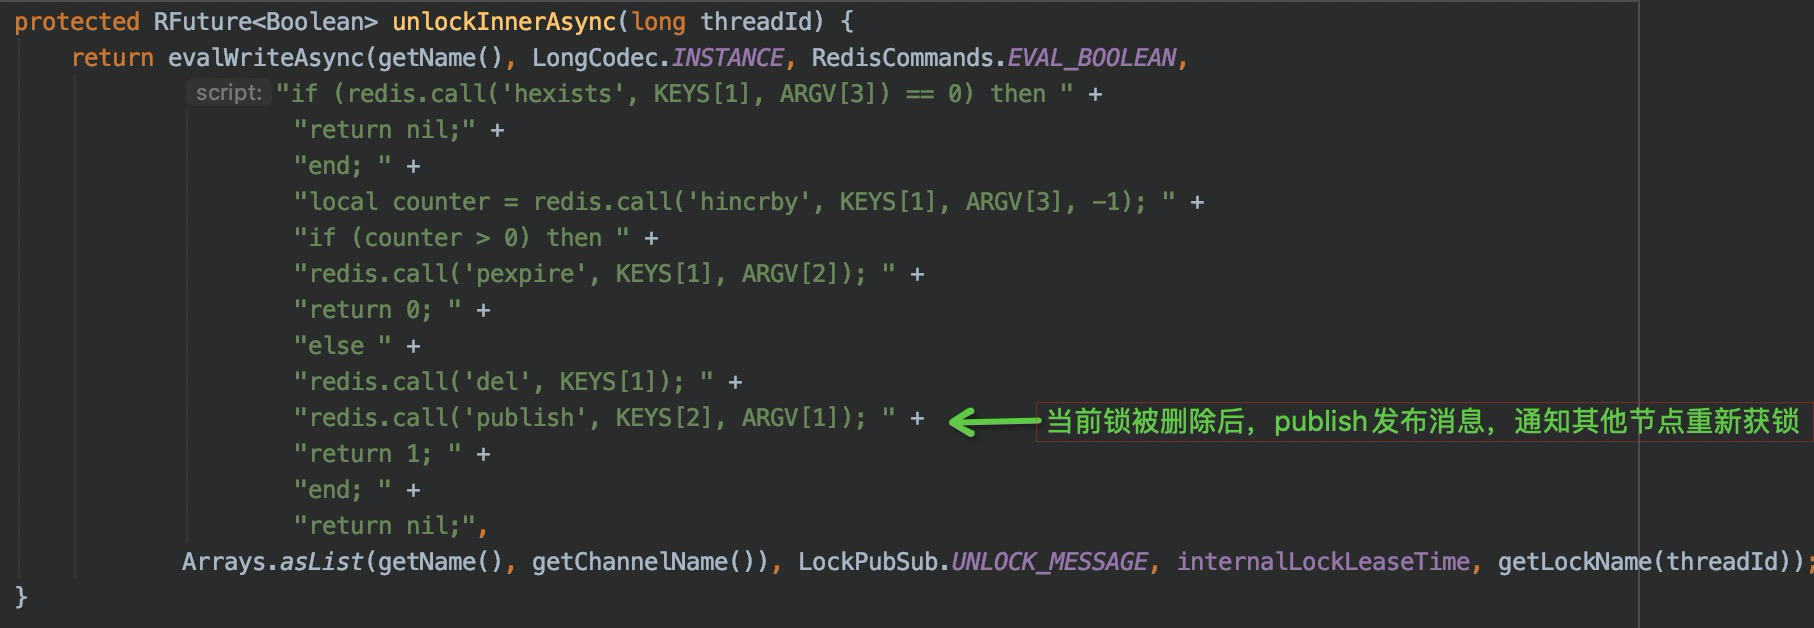 protected RFuture<Boolean> unlockInnerAsync(long threadId) {
return evalWriteAsync(getName(), LongCodec.INSTANCE, RedisCommands.EVAL_BOOLEAN,
script: "if (redis.call('hexists', KEYS[1], ARGV[3]) == 0) then " +
"return nil;" +
"end; " +
"local counter = redis.call('hincrby', KEYS[1], ARGV[3], -1); " +
"if (counter > 0) then " +
"redis.call('pexpire', KEYS[1], ARGV[2]); " +
"return 0; " +
"else " +
"redis.call('del', KEYS[1]); " +
"redis.call('publish', KEYS[2], ARGV[1]); " + 当前锁被删除后，publish发布消息，通知其他节点重新获锁
"return 1; " +
"end; " +
"return nil;",
Arrays.asList(getName(), getChannelName()), LockPubSub.UNLOCK_MESSAGE, internalLockLeaseTime, getLockName(threadId));
}